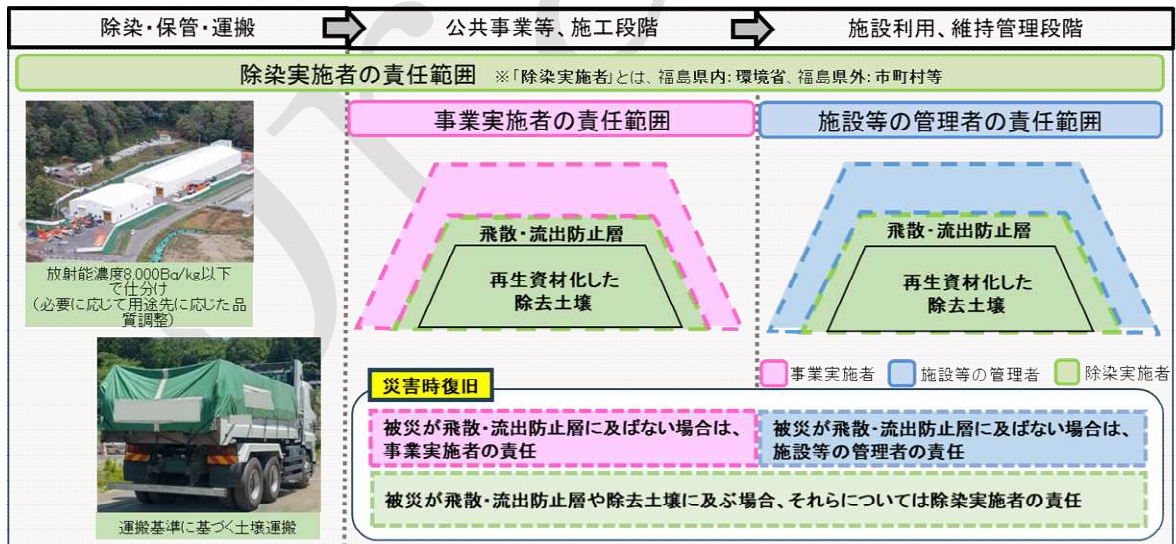 除染・保管・運搬
公共事業等、施工段階
施設利用、維持管理段階
除染実施者の責任範囲 ※「除染実施者」とは、福島県内:環境省、福島県外:市町村等
事業実施者の責任範囲
施設等の管理者の責任範囲
放射能濃度8,000Bq/kg以下
で仕分け
(必要に応じて用途先に応じた品
質調整)
運搬基準に基づく土壌運搬
飛散・流出防止層
再生資材化した
除去土壌
飛散・流出防止層
再生資材化した
除去土壌
事業実施者 施設等の管理者 除染実施者
災害時復旧
被災が飛散・流出防止層に及ばない場合は、
事業実施者の責任
被災が飛散・流出防止層に及ばない場合は、
施設等の管理者の責任
被災が飛散・流出防止層や除去土壌に及ぶ場合、それらについては除染実施者の責任